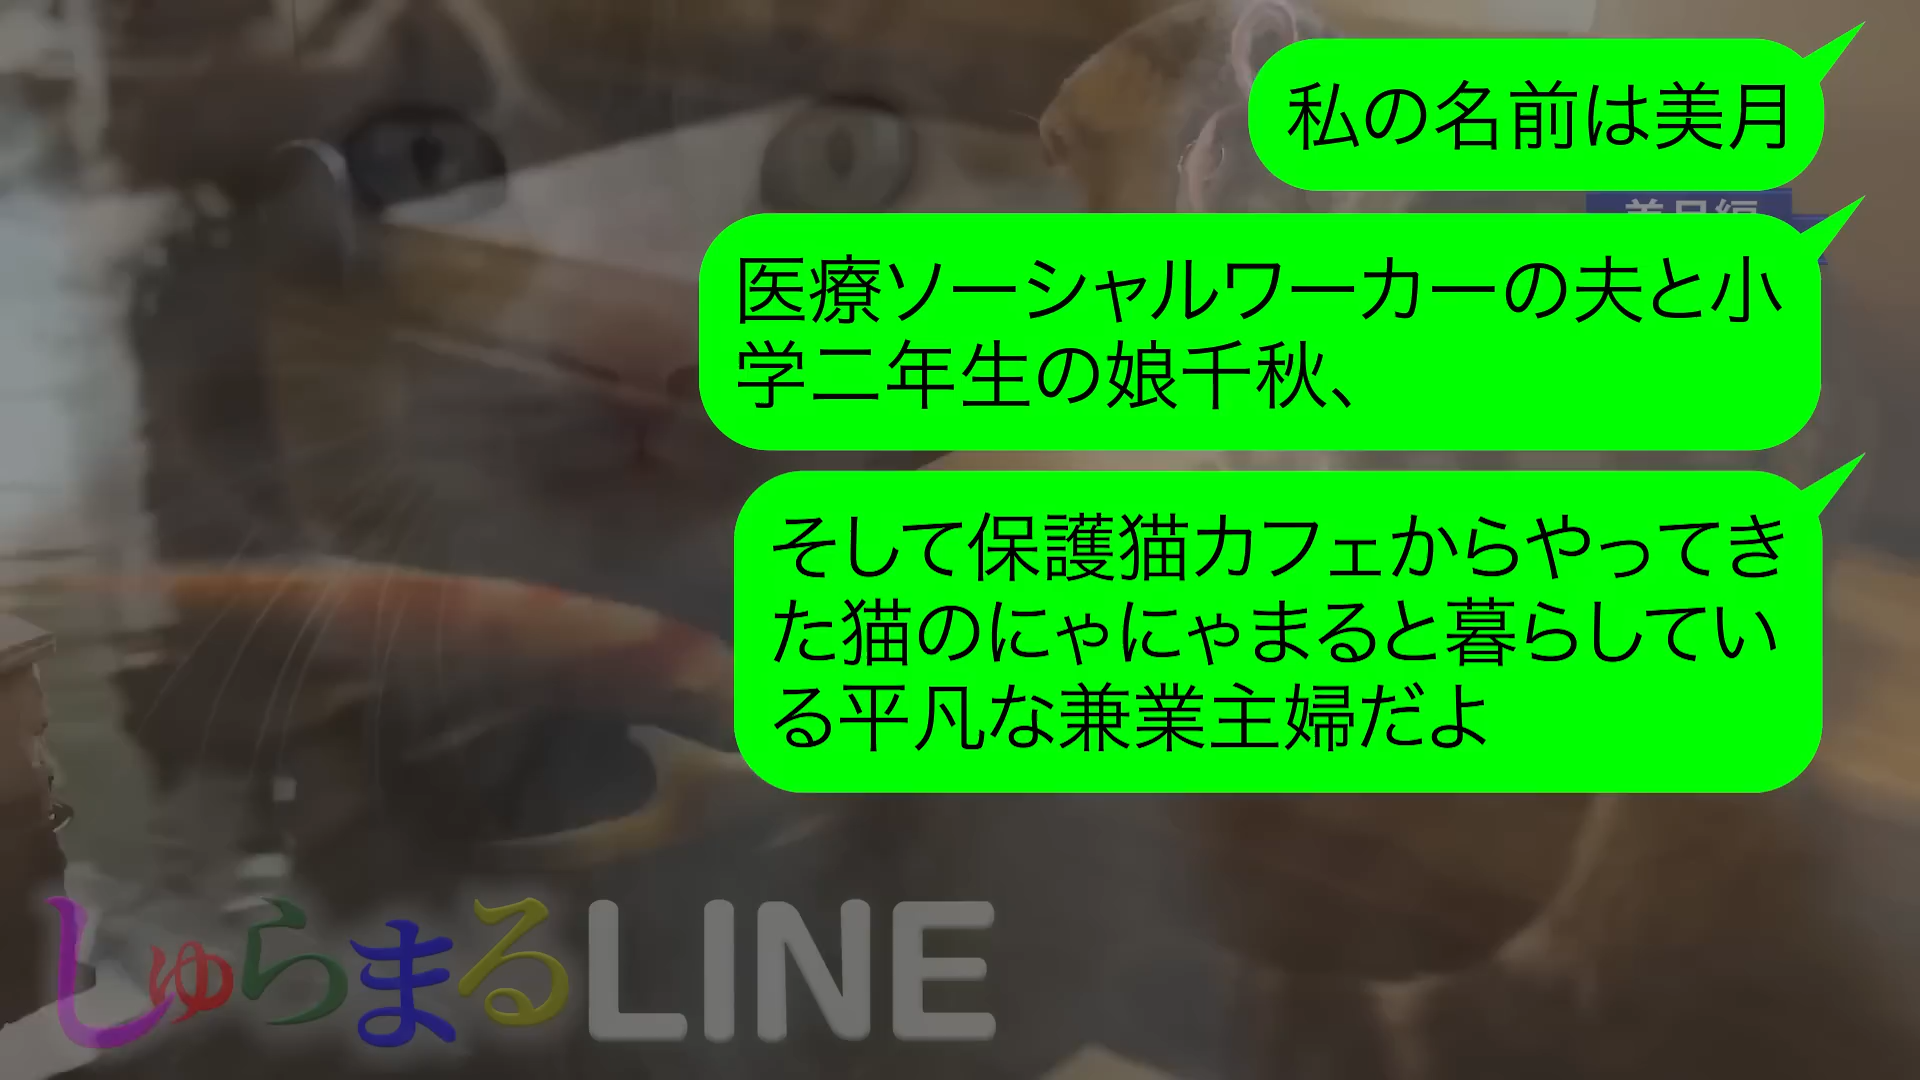 私の名前は美月
医療ソーシャルワーカーの夫と小
学二年生の娘千秋、
そして保護猫カフェからやってき
た猫のにゃにゃまると暮らしてい
る平凡な兼業主婦だよ
しゅらまるLINE